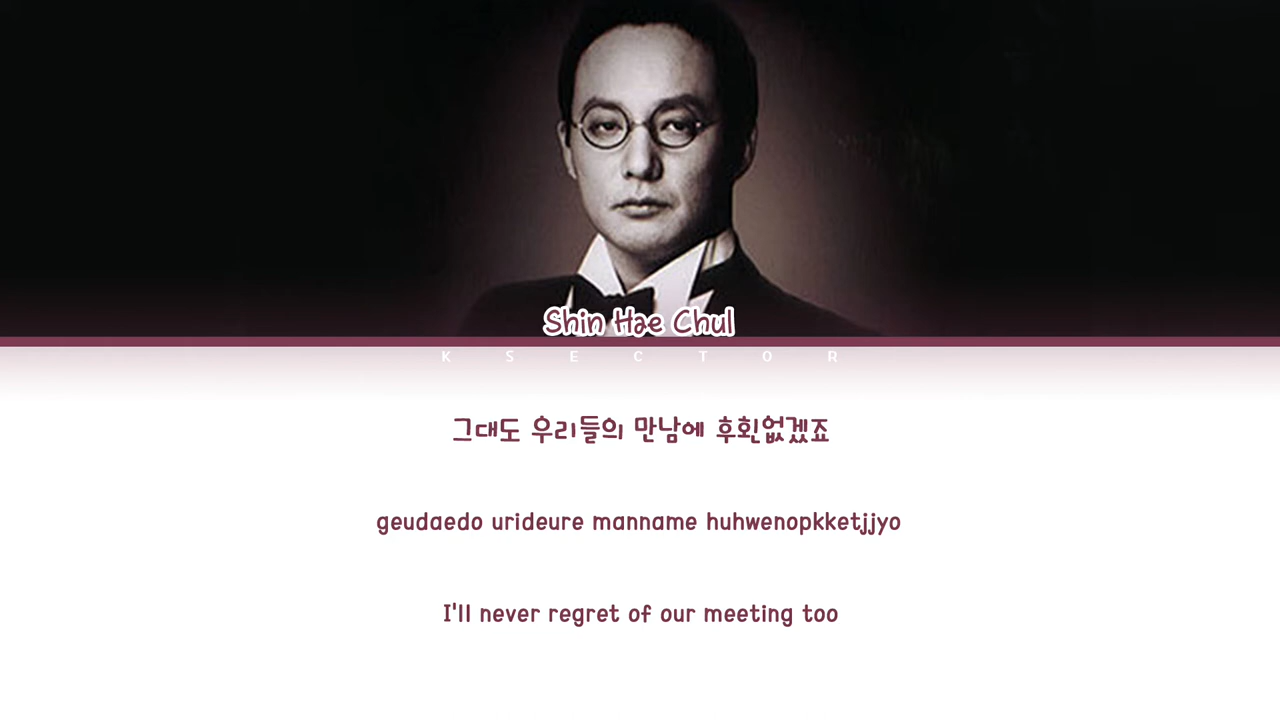 Shin Hae Chul
K S E C T O R
그대도 우리들의 만남에 후횐없겠죠
geudaedo urideure manname huhwenopkketjjyo
I'll never regret of our meeting too